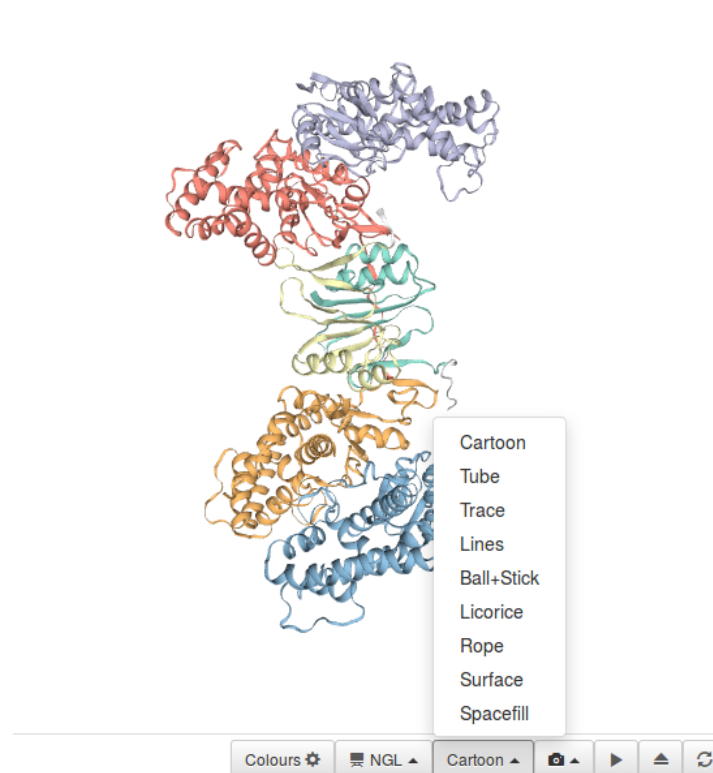 Cartoon
Tube
Trace
Lines
Ball+Stick
Licorice
Rope
Surface
Spacefill
Colours NGL Cartoon